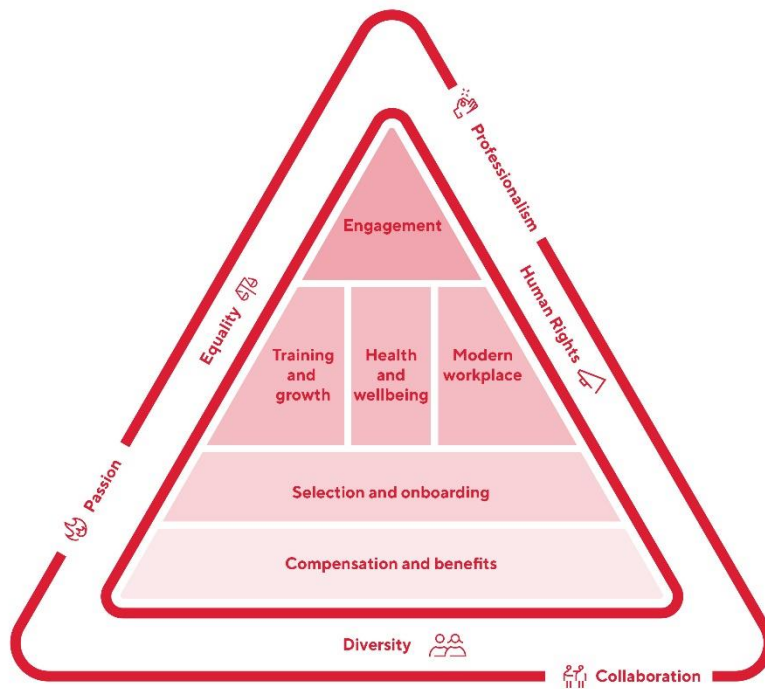 Professionalism
Engagement
Human Rights
Equality
Training
and
growth
Health
and
wellbeing
Modern
workplace
Passion
Selection and onboarding
Compensation and benefits
Diversity
Collaboration